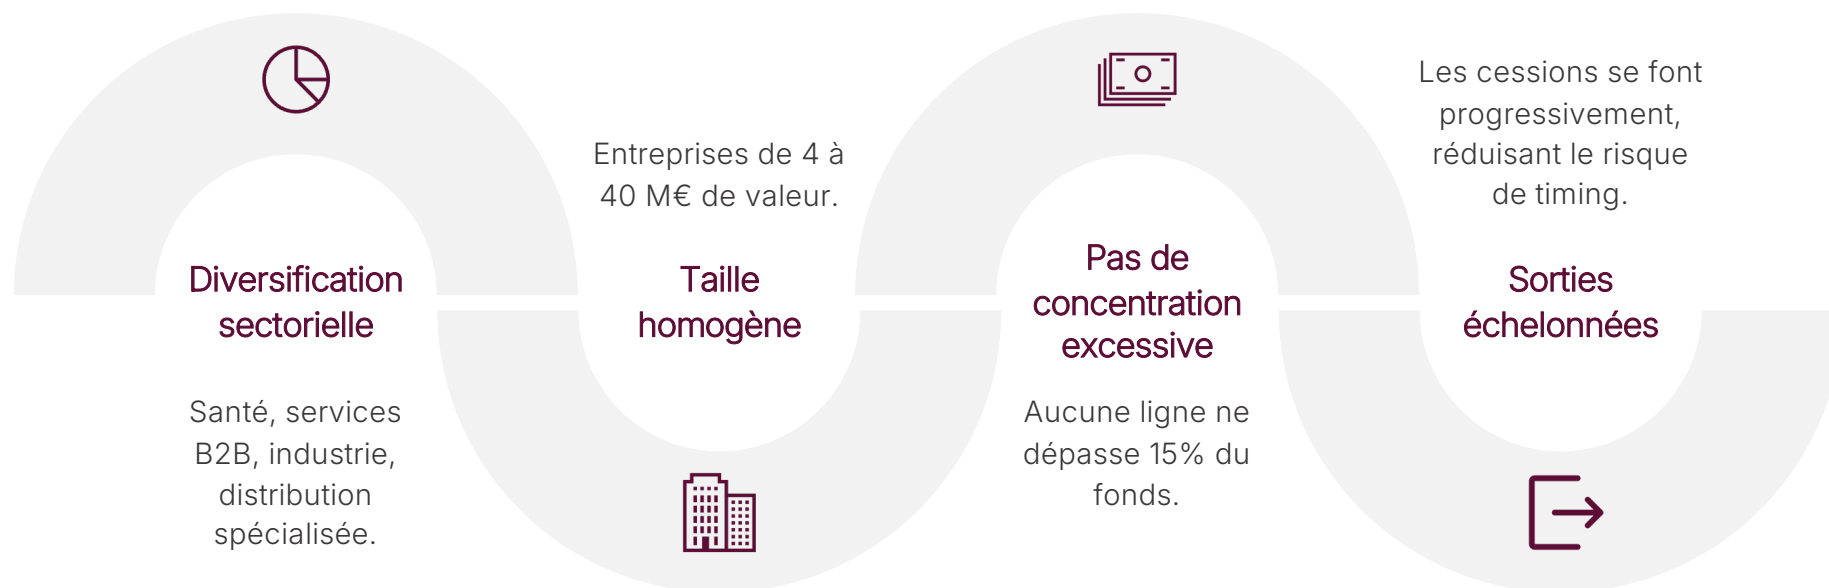 Diversification
sectorielle
Santé, services
B2B, industrie,
distribution
spécialisée.
Entreprises de 4 à
40 M€ de valeur.
Taille
homogène
Pas de
concentration
excessive
Aucune ligne ne
dépasse 15% du
fonds.
Les cessions se font
progressivement,
réduisant le risque
de timing.
Sorties
échelonnées